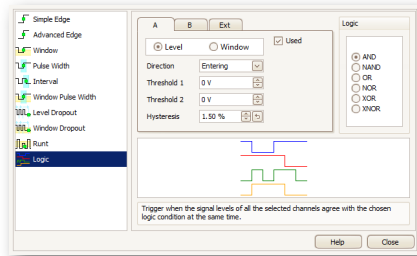 Simple Edge
Advanced Edge
Window
Pulse Width
Interval
Window Pulse Width
Level Dropout
Window Dropout
Runt
Logic
A B Ext
Level Window Used
Direction Entering
Threshold 1 0 V
Threshold 2 0 V
Hysteresis 1.50 %
Logic
AND
NAND
OR
NOR
XOR
XNOR
Trigger when the signal levels of all the selected channels agree with the chosen
logic condition at the same time.
Help Close